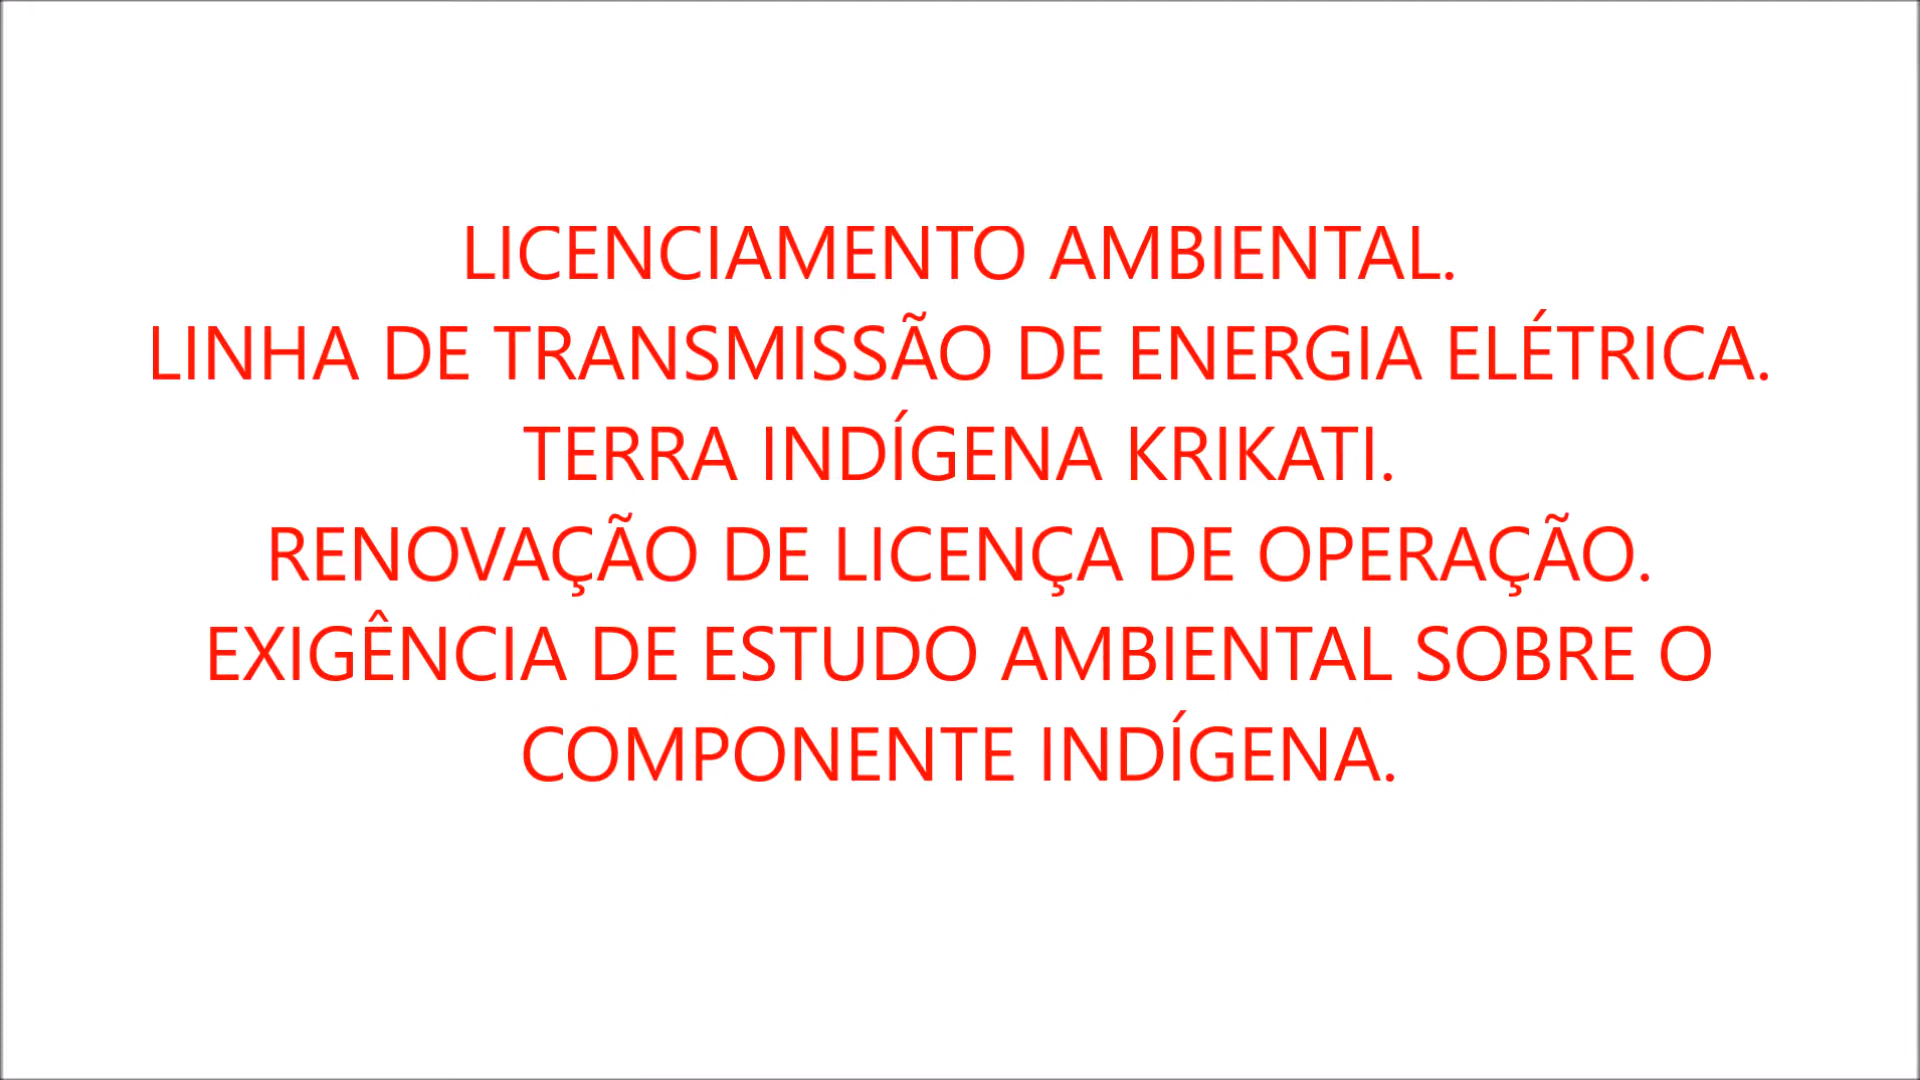 LICENCIAMENTO AMBIENTAL.
LINHA DE TRANSMISSÃO DE ENERGIA ELÉTRICA.
TERRA INDÍGENA KRIKATI.
RENOVAÇÃO DE LICENÇA DE OPERAÇÃO.
EXIGÊNCIA DE ESTUDO AMBIENTAL SOBRE O
COMPONENTE INDÍGENA.